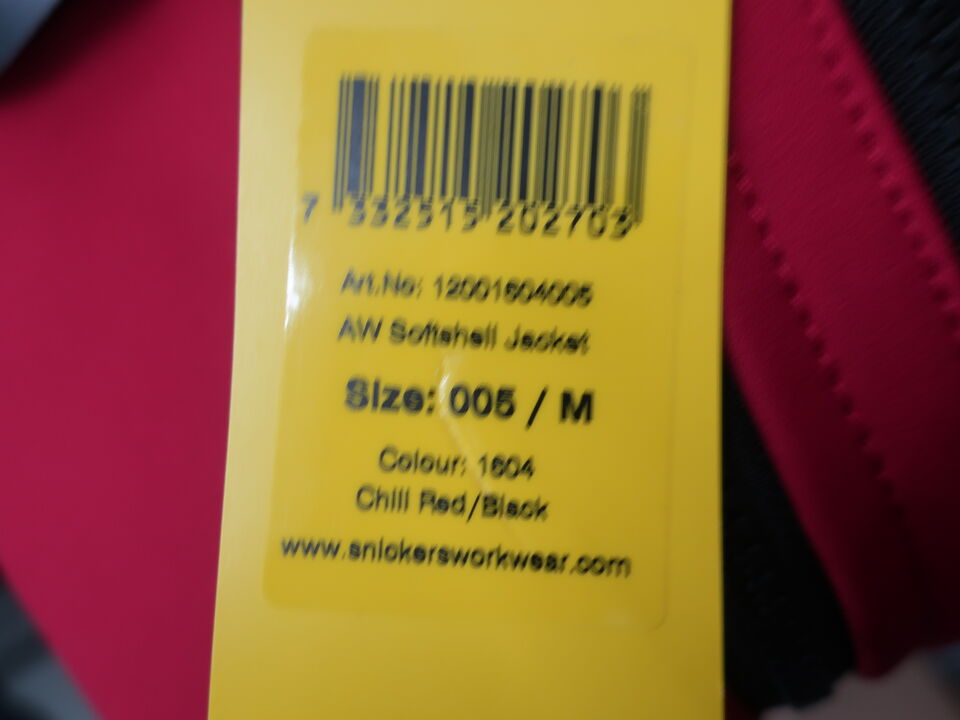 7 332515 202703
Art.No: 12001604005
AW Softshell Jacket
Size: 005 / M
Colour: 1604
Chili Red/Black
www.snickersworkwear.com